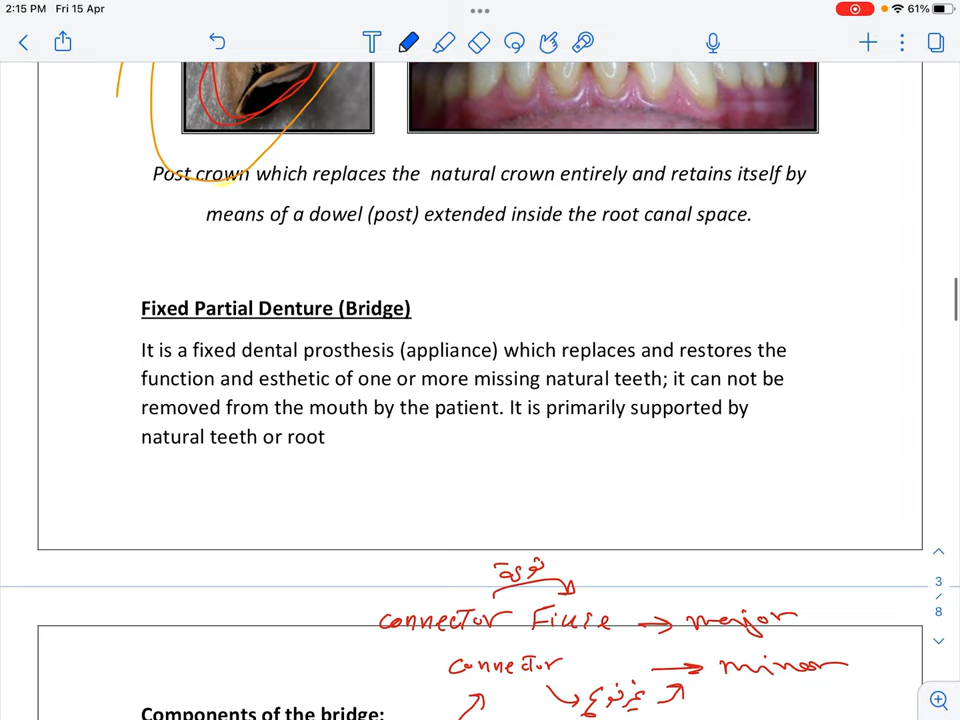 2:15 PM Fri 15 Apr
61%
Post crown which replaces the natural crown entirely and retains itself by
means of a dowel (post) extended inside the root canal space.
Fixed Partial Denture (Bridge)
It is a fixed dental prosthesis (appliance) which replaces and restores the
function and esthetic of one or more missing natural teeth; it can not be
removed from the mouth by the patient. It is primarily supported by
natural teeth or root
connector → major
connector → minor
Components of the bridge:
3
/
8